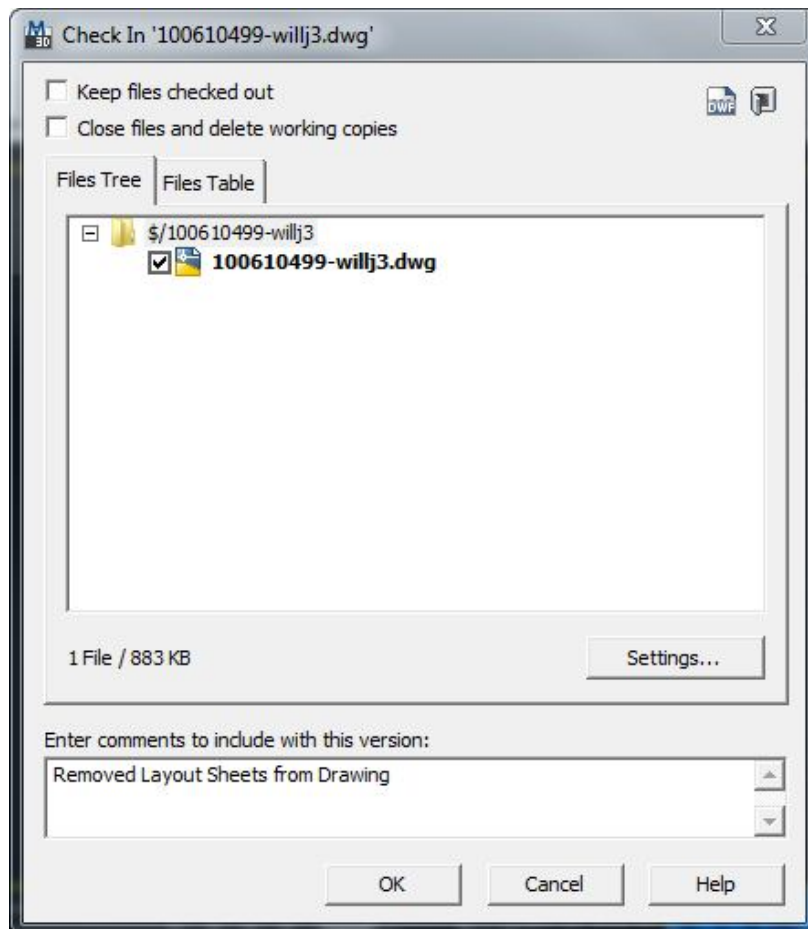 Check In '100610499-willj3.dwg'
Keep files checked out
Close files and delete working copies
DWF
Files Tree
Files Table
$/100610499-willj3
100610499-willj3.dwg
1 File / 883 KB
Settings...
Enter comments to include with this version:
Removed Layout Sheets from Drawing
OK
Cancel
Help